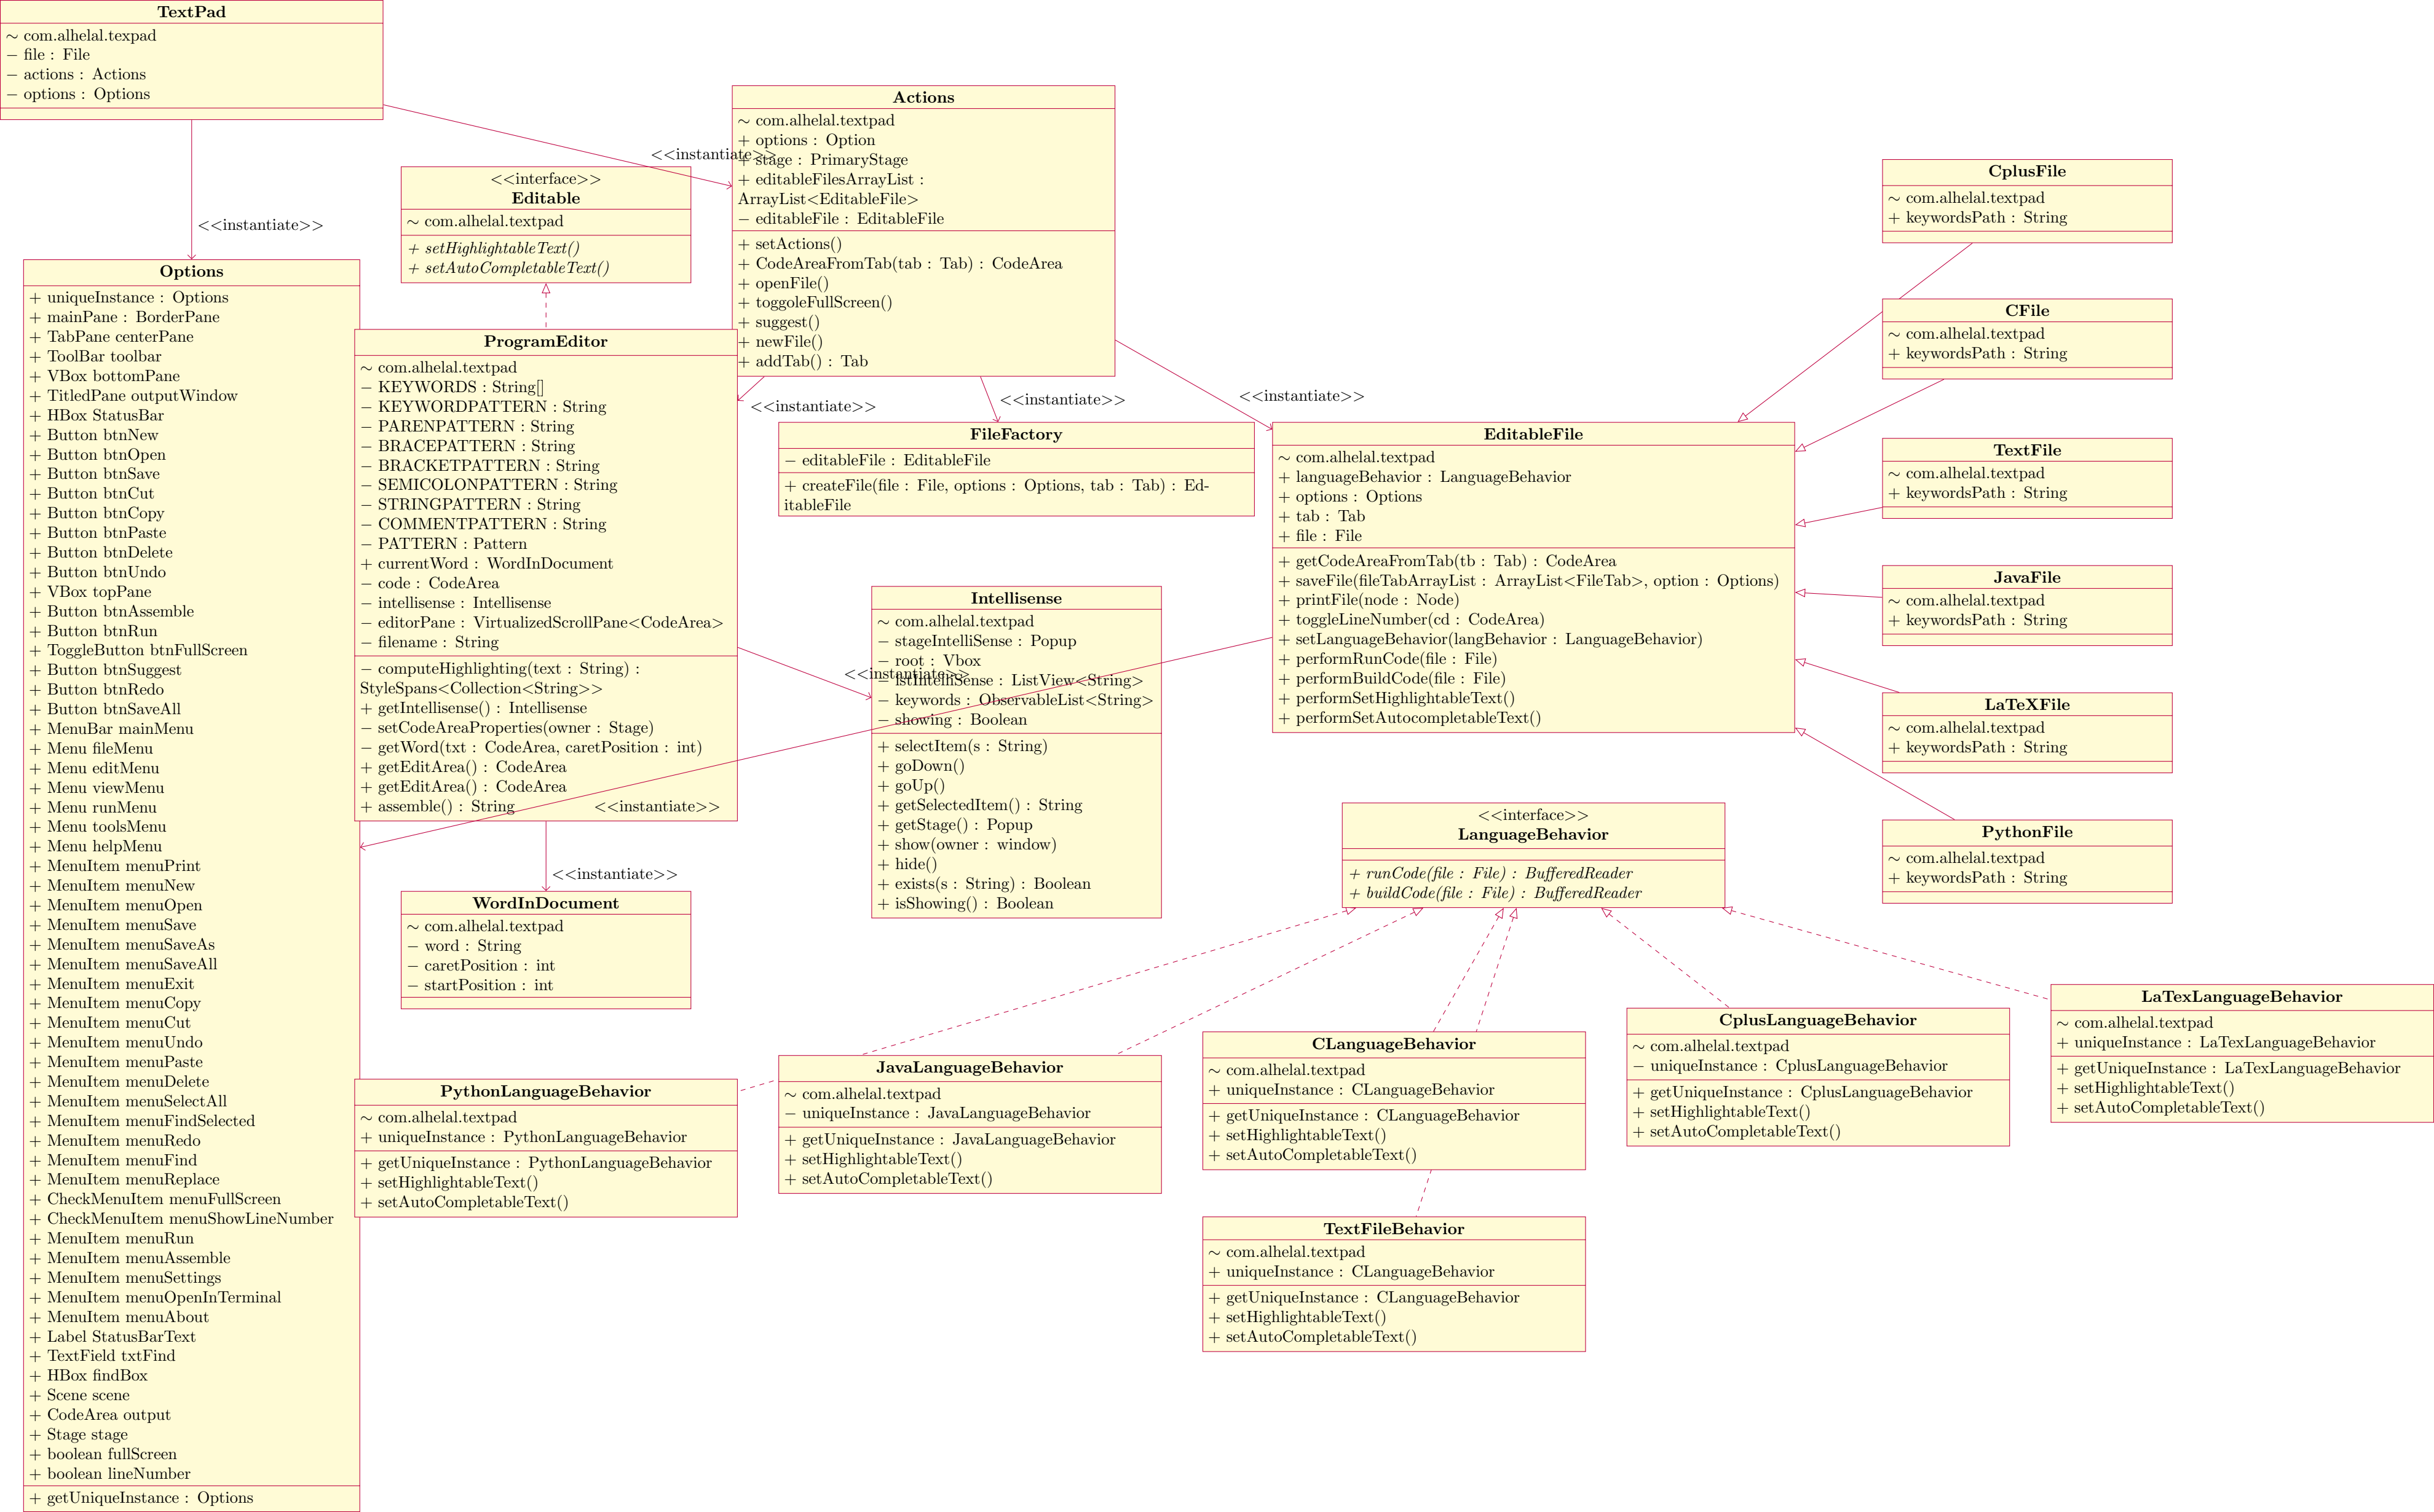 TextPad
∼ com.alhelal.texpad
− file : File
− actions : Actions
− options : Options
<<instantiate>>
<<instantiate>>
Options
+ uniqueInstance : Options
+ mainPane : BorderPane
+ TabPane centerPane
+ ToolBar toolbar
+ VBox bottomPane
+ TitledPane outputWindow
+ HBox StatusBar
+ Button btnNew
+ Button btnOpen
+ Button btnSave
+ Button btnCut
+ Button btnCopy
+ Button btnPaste
+ Button btnDelete
+ Button btnUndo
+ VBox topPane
+ Button btnAssemble
+ Button btnRun
+ ToggleButton btnFullScreen
+ Button btnSuggest
+ Button btnRedo
+ Button btnSaveAll
+ MenuBar mainMenu
+ Menu fileMenu
+ Menu editMenu
+ Menu viewMenu
+ Menu runMenu
+ Menu toolsMenu
+ Menu helpMenu
+ MenuItem menuPrint
+ MenuItem menuNew
+ MenuItem menuOpen
+ MenuItem menuSave
+ MenuItem menuSaveAs
+ MenuItem menuSaveAll
+ MenuItem menuExit
+ MenuItem menuCopy
+ MenuItem menuCut
+ MenuItem menuUndo
+ MenuItem menuPaste
+ MenuItem menuDelete
+ MenuItem menuSelectAll
+ MenuItem menuFindSelected
+ MenuItem menuRedo
+ MenuItem menuFind
+ MenuItem menuReplace
+ CheckMenuItem menuFullScreen
+ CheckMenuItem menuShowLineNumber
+ MenuItem menuRun
+ MenuItem menuAssemble
+ MenuItem menuSettings
+ MenuItem menuOpenInTerminal
+ MenuItem menuAbout
+ Label StatusBarText
+ TextField txtFind
+ HBox findBox
+ Scene scene
+ CodeArea output
+ Stage stage
+ boolean fullScreen
+ boolean lineNumber
+ getUniqueInstance : Options
<<interface>>
Editable
∼ com.alhelal.textpad
+ setHighlightableText()
+ setAutoCompletableText()
ProgramEditor
∼ com.alhelal.textpad
− KEYWORDS : String[]
− KEYWORDPATTERN : String
− PARENPATTERN : String
− BRACEPATTERN : String
− BRACKETPATTERN : String
− SEMICOLONPATTERN : String
− STRINGPATTERN : String
− COMMENTPATTERN : String
− PATTERN : Pattern
+ currentWord : WordInDocument
− code : CodeArea
− intellisense : Intellisense
− editorPane : VirtualizedScrollPane<CodeArea>
− filename : String
− computeHighlighting(text : String) :
StyleSpans<Collection<String>>
+ getIntellisense() : Intellisense
− setCodeAreaProperties(owner : Stage)
− getWord(txt : CodeArea, caretPosition : int)
+ getEditArea() : CodeArea
+ getEditArea() : CodeArea
+ assemble() : String
<<instantiate>>
<<instantiate>>
WordInDocument
∼ com.alhelal.textpad
− word : String
− caretPosition : int
− startPosition : int
PythonLanguageBehavior
∼ com.alhelal.textpad
+ uniqueInstance : PythonLanguageBehavior
+ getUniqueInstance : PythonLanguageBehavior
+ setHighlightableText()
+ setAutoCompletableText()
Actions
∼ com.alhelal.textpad
+ options : Option
+ stage : PrimaryStage
+ editableFilesArrayList :
ArrayList<EditableFile>
− editableFile : EditableFile
+ setActions()
+ CodeAreaFromTab(tab : Tab) : CodeArea
+ openFile()
+ toggoleFullScreen()
+ suggest()
+ newFile()
+ addTab() : Tab
<<instantiate>>
<<instantiate>>
<<instantiate>>
FileFactory
− editableFile : EditableFile
+ createFile(file : File, options : Options, tab : Tab) : Ed-
itableFile
Intellisense
∼ com.alhelal.textpad
− stageIntelliSense : Popup
− root : Vbox
<<instantiate>>
− lstIntelliSense : ListView<String>
− keywords : ObservableList<String>
− showing : Boolean
+ selectItem(s : String)
+ goDown()
+ goUp()
+ getSelectedItem() : String
+ getStage() : Popup
+ show(owner : window)
+ hide()
+ exists(s : String) : Boolean
+ isShowing() : Boolean
JavaLanguageBehavior
∼ com.alhelal.textpad
− uniqueInstance : JavaLanguageBehavior
+ getUniqueInstance : JavaLanguageBehavior
+ setHighlightableText()
+ setAutoCompletableText()
EditableFile
∼ com.alhelal.textpad
+ languageBehavior : LanguageBehavior
+ options : Options
+ tab : Tab
+ file : File
+ getCodeAreaFromTab(tb : Tab) : CodeArea
+ saveFile(fileTabArrayList : ArrayList<FileTab>, option : Options)
+ printFile(node : Node)
+ toggleLineNumber(cd : CodeArea)
+ setLanguageBehavior(langBehavior : LanguageBehavior)
+ performRunCode(file : File)
+ performBuildCode(file : File)
+ performSetHighlightableText()
+ performSetAutocompletableText()
<<interface>>
LanguageBehavior
+ runCode(file : File) : BufferedReader
+ buildCode(file : File) : BufferedReader
CLanguageBehavior
∼ com.alhelal.textpad
+ uniqueInstance : CLanguageBehavior
+ getUniqueInstance : CLanguageBehavior
+ setHighlightableText()
+ setAutoCompletableText()
TextFileBehavior
∼ com.alhelal.textpad
+ uniqueInstance : CLanguageBehavior
+ getUniqueInstance : CLanguageBehavior
+ setHighlightableText()
+ setAutoCompletableText()
CplusFile
∼ com.alhelal.textpad
+ keywordsPath : String
CFile
∼ com.alhelal.textpad
+ keywordsPath : String
TextFile
∼ com.alhelal.textpad
+ keywordsPath : String
JavaFile
∼ com.alhelal.textpad
+ keywordsPath : String
LaTeXFile
∼ com.alhelal.textpad
+ keywordsPath : String
PythonFile
∼ com.alhelal.textpad
+ keywordsPath : String
CplusLanguageBehavior
∼ com.alhelal.textpad
− uniqueInstance : CplusLanguageBehavior
+ getUniqueInstance : CplusLanguageBehavior
+ setHighlightableText()
+ setAutoCompletableText()
LaTexLanguageBehavior
∼ com.alhelal.textpad
+ uniqueInstance : LaTexLanguageBehavior
+ getUniqueInstance : LaTexLanguageBehavior
+ setHighlightableText()
+ setAutoCompletableText()